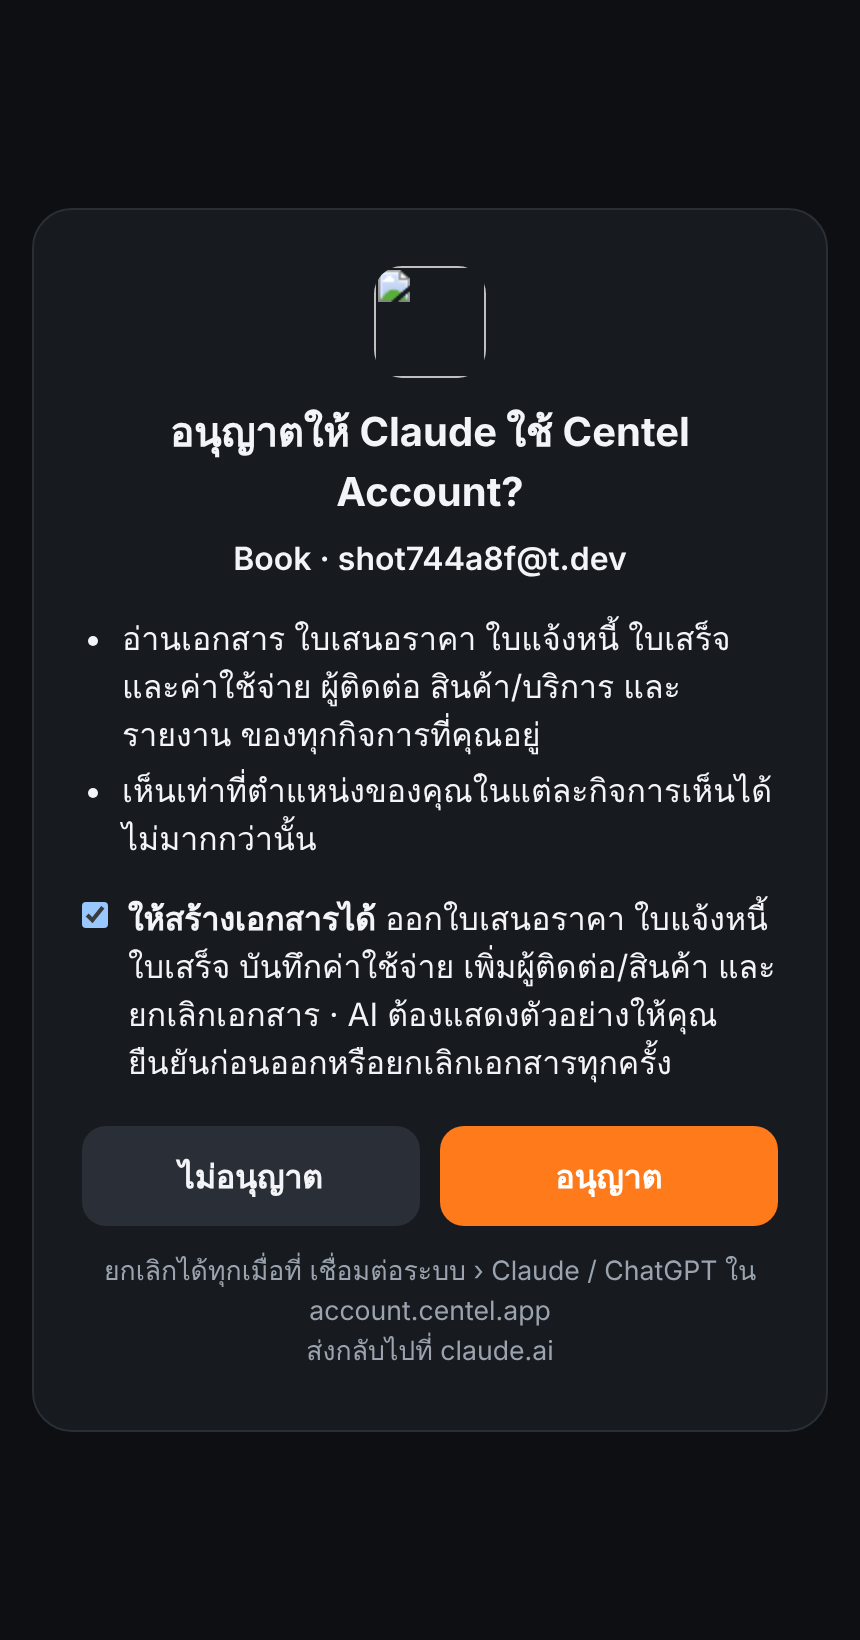 อนุญาตให้ Claude ใช้ Centel
Account?
Book · shot744a8f@t.dev
• อ่านเอกสาร ใบเสนอราคา ใบแจ้งหนี้ ใบเสร็จ
และค่าใช้จ่าย ผู้ติดต่อ สินค้า/บริการ และ
รายงาน ของทุกกิจการที่คุณอยู่
• เห็นเท่าที่ตำแหน่งของคุณในแต่ละกิจการเห็นได้
ไม่มากกว่านั้น
ให้สร้างเอกสารได้ ออกใบเสนอราคา ใบแจ้งหนี้
ใบเสร็จ บันทึกค่าใช้จ่าย เพิ่มผู้ติดต่อ/สินค้า และ
ยกเลิกเอกสาร · AI ต้องแสดงตัวอย่างให้คุณ
ยืนยันก่อนออกหรือยกเลิกเอกสารทุกครั้ง
ไม่อนุญาต
อนุญาต
ยกเลิกได้ทุกเมื่อที่ เชื่อมต่อระบบ › Claude / ChatGPT ใน
account.centel.app
ส่งกลับไปที่ claude.ai